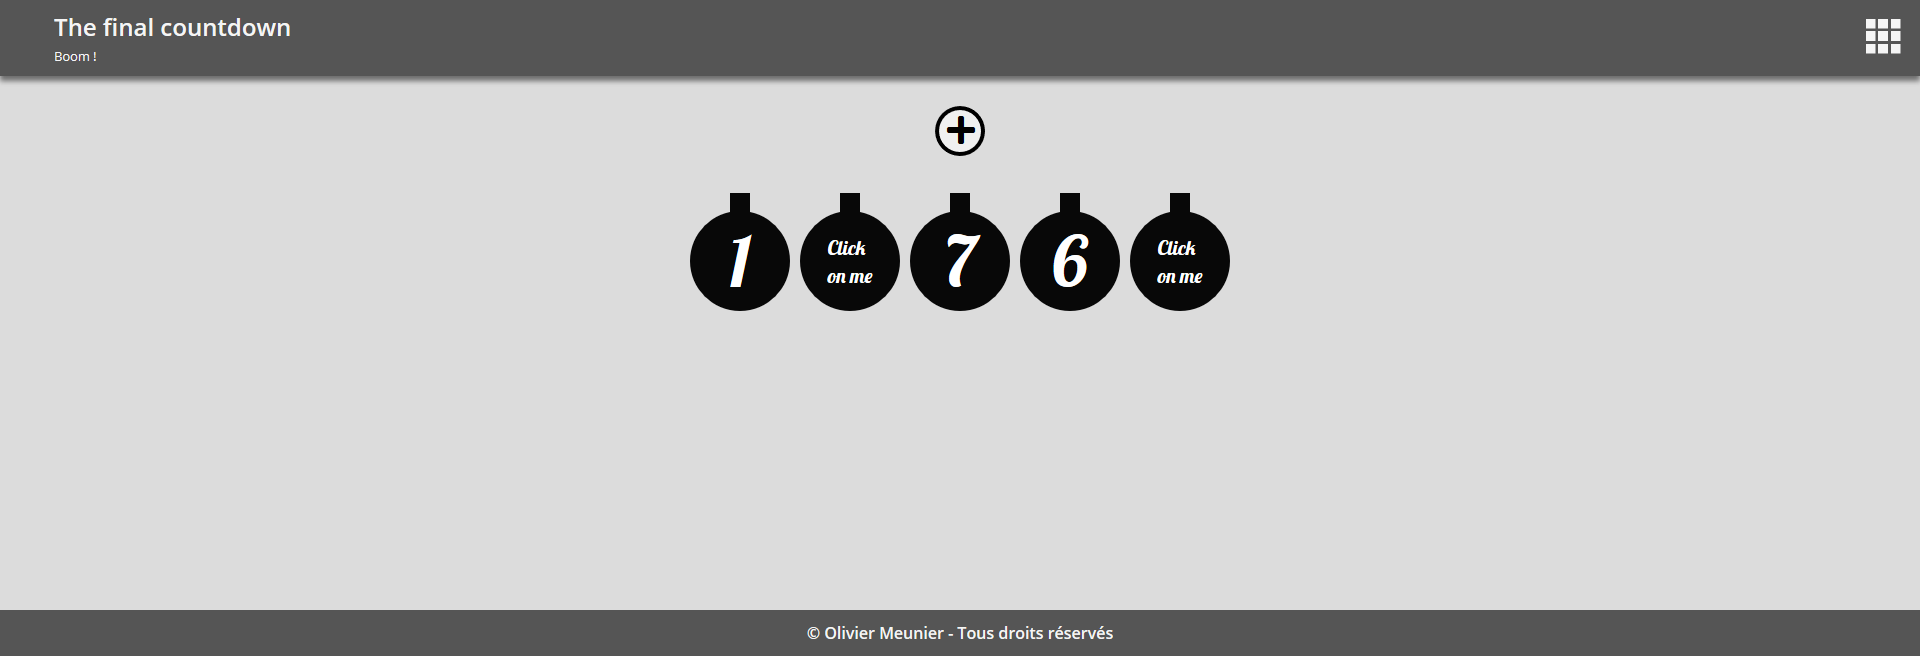 The final countdown
Boom !
1
Click
on me
7
6
Click
on me
© Olivier Meunier - Tous droits réservés